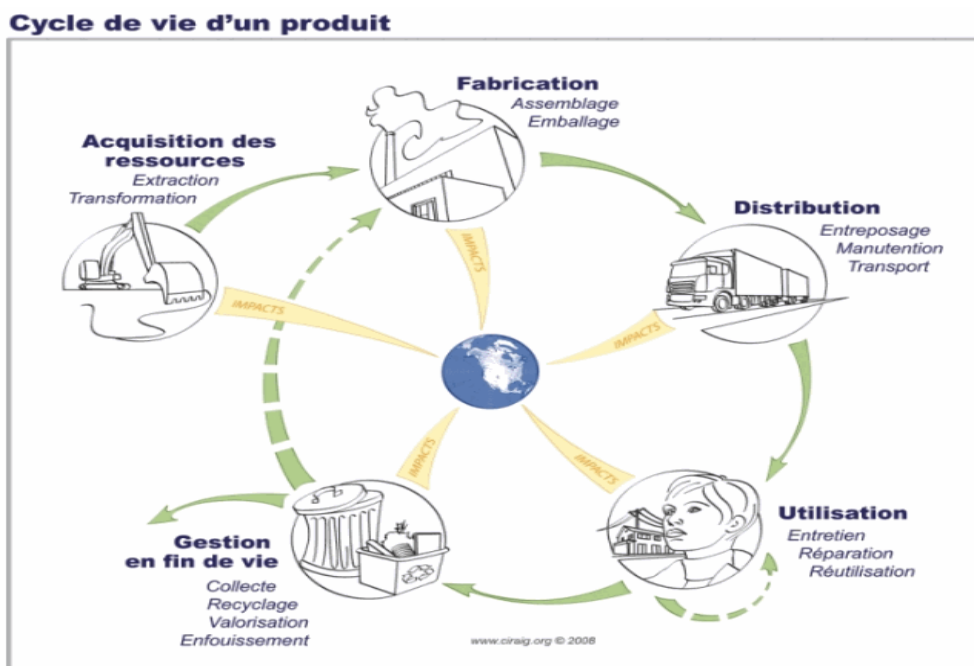 Cycle de vie d'un produit
Fabrication
Assemblage
Emballage
Acquisition des
ressources
Extraction
Transformation
Distribution
Entreposage
Manutention
Transport
IMPACTS
IMPACTS
IMPACTS
IMPACTS
IMPACTS
Utilisation
Entretien
Réparation
Réutilisation
Gestion
en fin de vie
Collecte
Recyclage
Valorisation
Enfouissement
www.ciraig.org © 2008